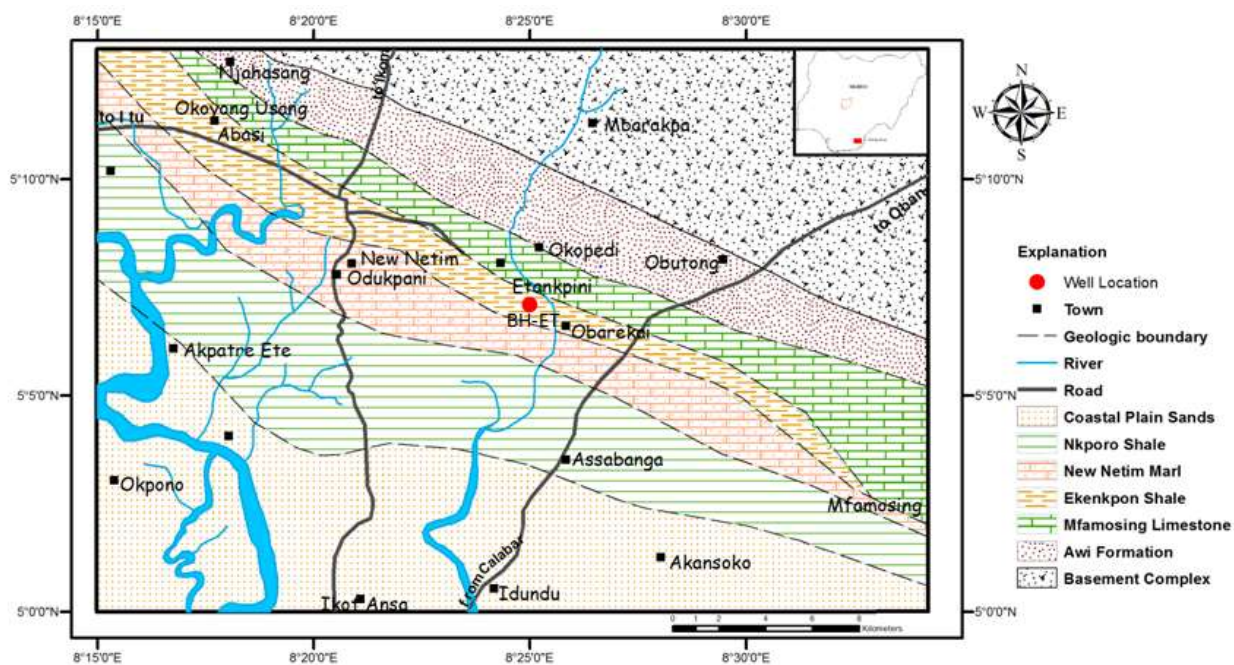 8°15'0"E
8°20'0"E
8°25'0"E
8°30'0"E
Njahasang
to Ikom
Okoyang Usang
Mbarakpa
to Itu
Abasi
N
W
E
S
5°10'0"N
5°10'0"N
to Oban
New Netim
Okopedi
Obutong
Odukpani
Etankpini
BH-ET
Obarekai
Akpatre Ete
5°5'0"N
5°5'0"N
Assabanga
Okpono
Mfamosing
Akansoko
From Calabar
Idundu
Ikot Ansa
0 1 2 4 6 8
Kilometers
5°0'0"N
5°0'0"N
8°15'0"E
8°20'0"E
8°25'0"E
8°30'0"E
Explanation
Well Location
Town
Geologic boundary
River
Road
Coastal Plain Sands
Nkporo Shale
New Netim Marl
Ekenkpon Shale
Mfamosing Limestone
Awi Formation
Basement Complex